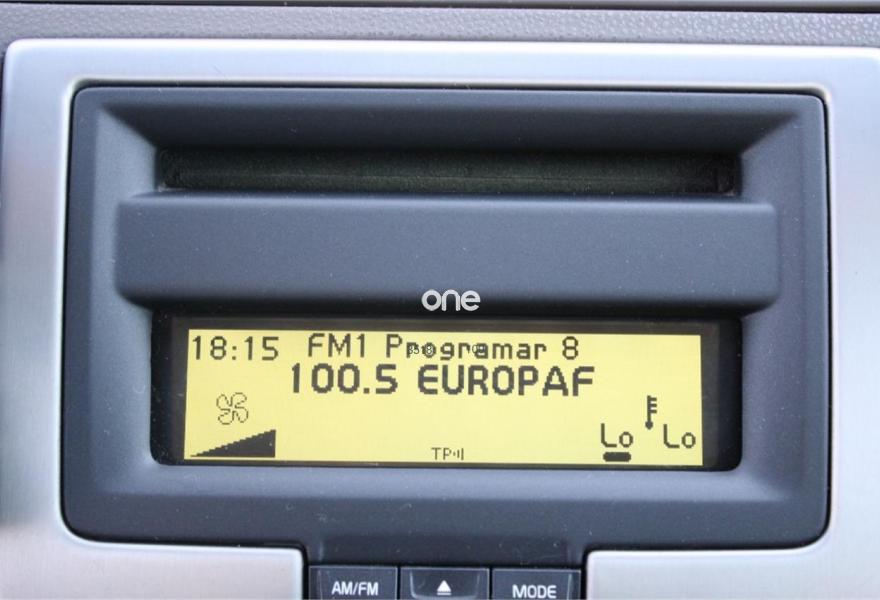 one
18:15 FM1 Programar 8
100.5 EUROPAF
Lo Lo
TP
AM/FM MODE